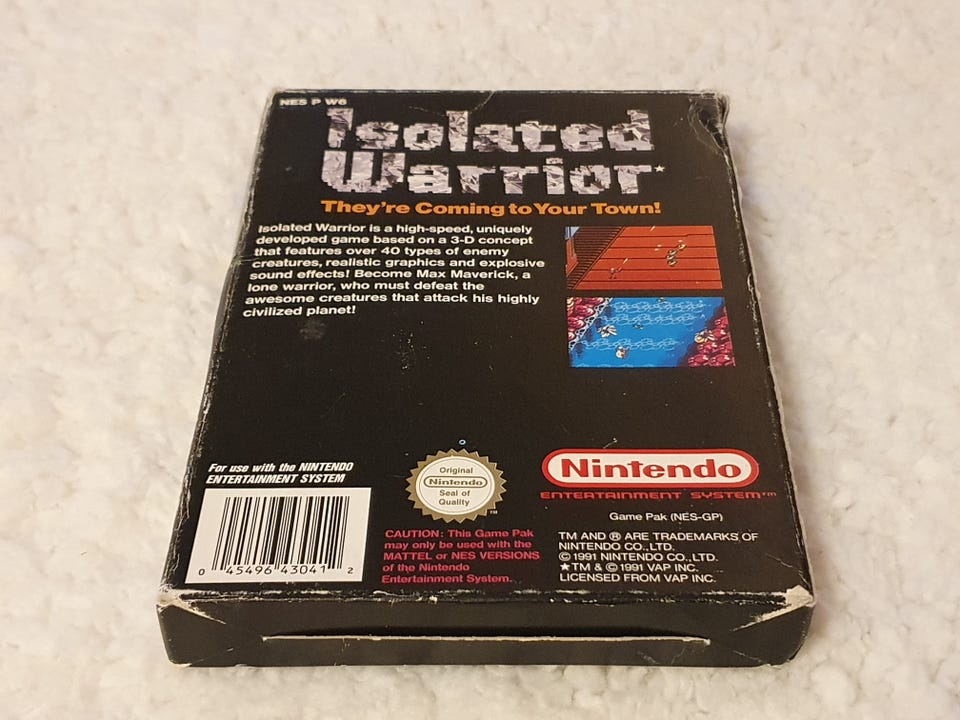 NES P W6
Isolated
Warrior★
They're Coming to Your Town!
Isolated Warrior is a high-speed, uniquely
developed game based on a 3-D concept
that features over 40 types of enemy
creatures, realistic graphics and explosive
sound effects! Become Max Maverick, a
lone warrior, who must defeat the
awesome creatures that attack his highly
civilized planet!
For use with the NINTENDO
ENTERTAINMENT SYSTEM
0 45496 43041 2
Original
Nintendo
Seal of
Quality
TM
CAUTION: This Game Pak
may only be used with the
MATTEL or NES VERSIONS
of the Nintendo
Entertainment System.
Nintendo®
ENTERTAINMENT SYSTEM™
Game Pak (NES-GP)
TM AND ® ARE TRADEMARKS OF
NINTENDO CO., LTD.
© 1991 NINTENDO CO., LTD.
★ TM & © 1991 VAP INC.
LICENSED FROM VAP INC.